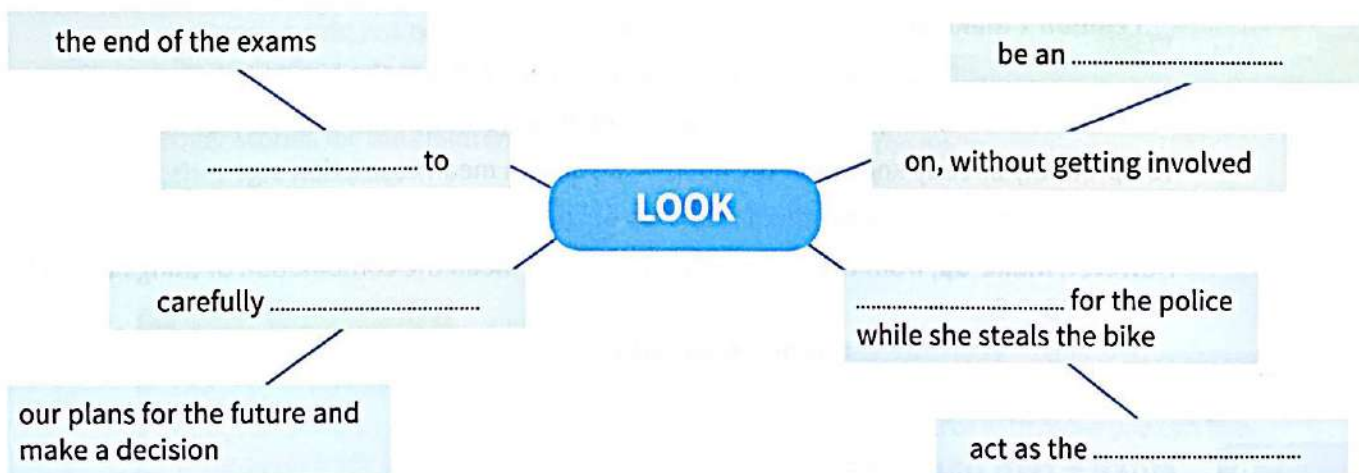 the end of the exams
be an ........................................
........................................ to
on, without getting involved
LOOK
carefully ........................................
........................................ for the police
while she steals the bike
our plans for the future and
make a decision
act as the ........................................